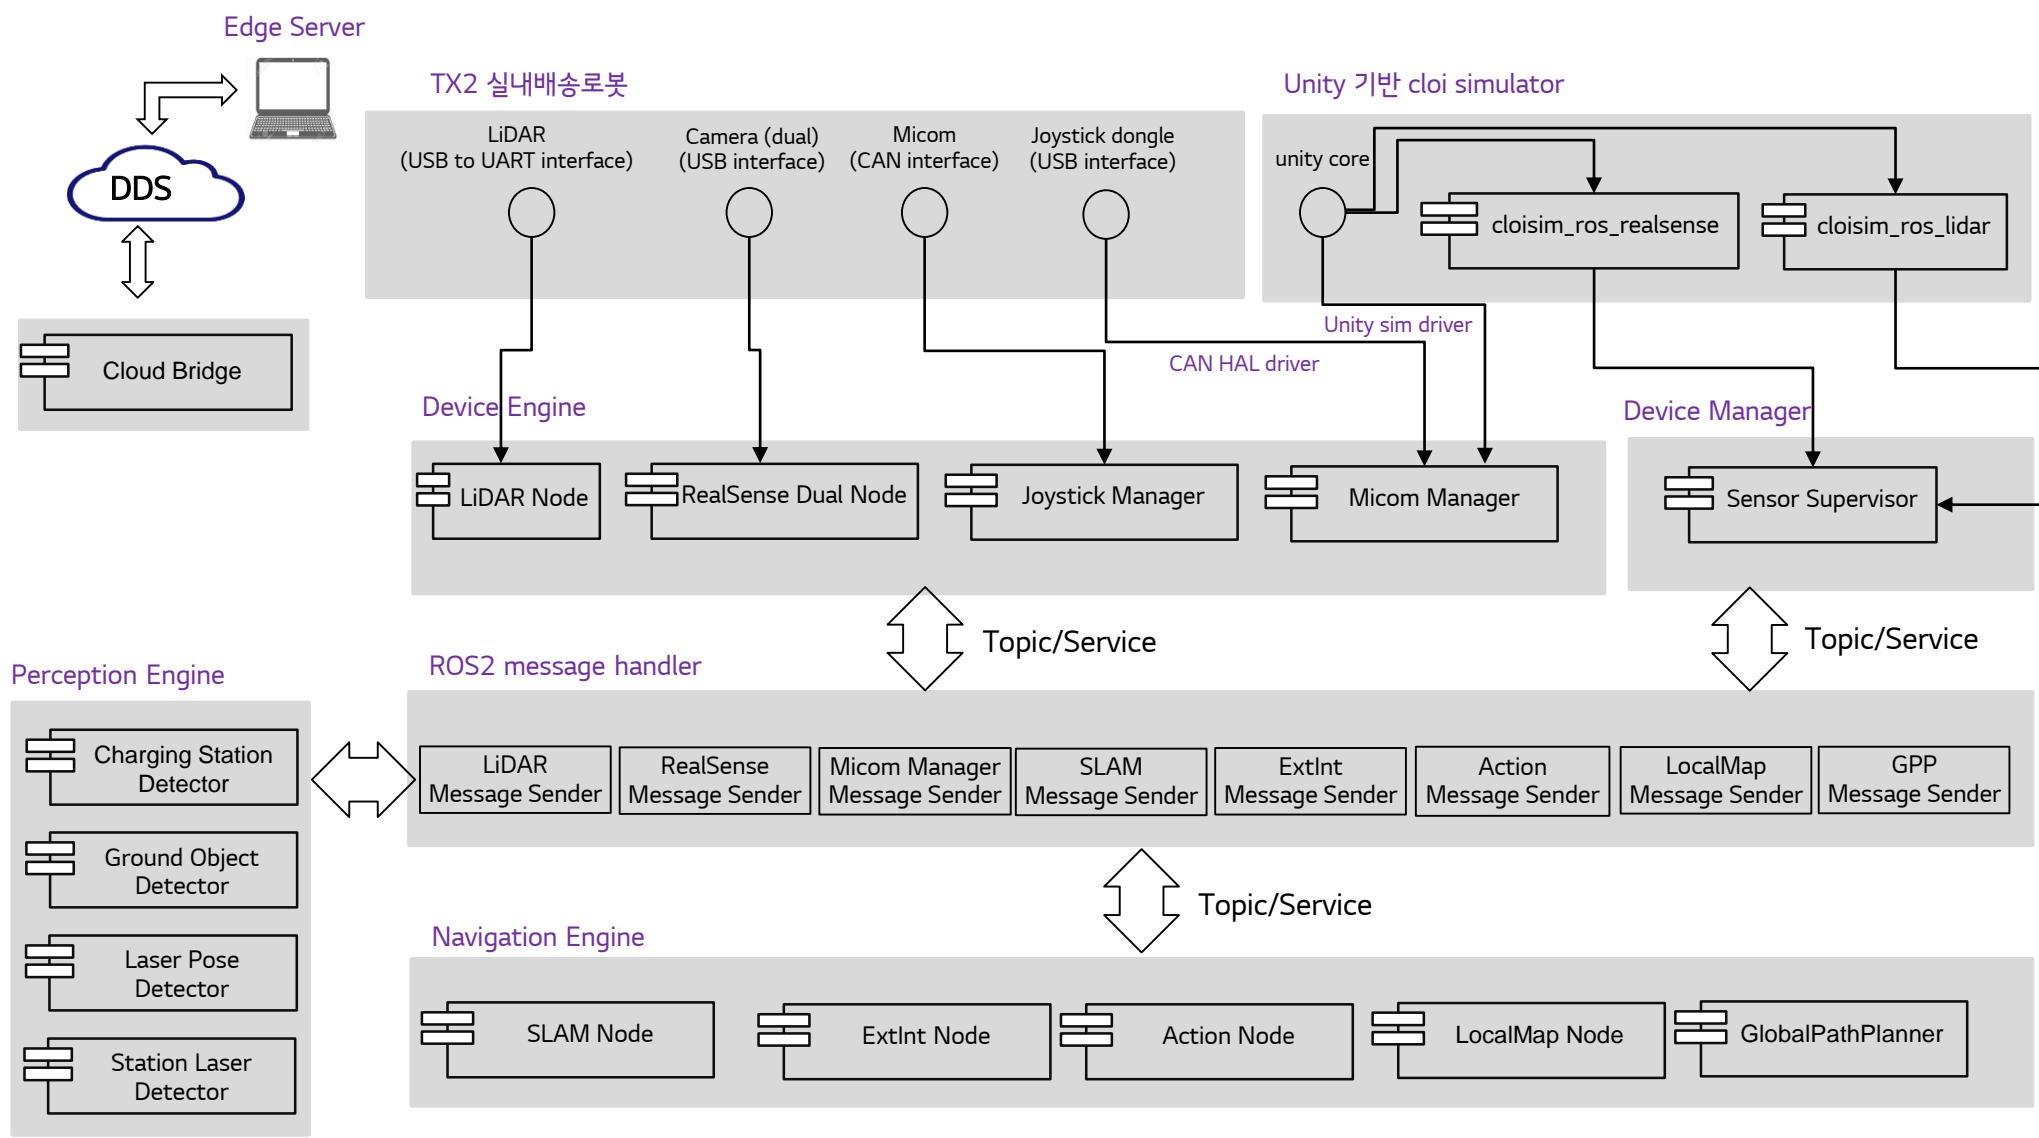 Edge Server
DDS
Cloud Bridge
TX2 실내배송로봇
LiDAR
(USB to UART interface)
Camera (dual)
(USB interface)
Micom
(CAN interface)
Joystick dongle
(USB interface)
Unity 기반 cloi simulator
unity core
cloisim_ros_realsense
cloisim_ros_lidar
Unity sim driver
CAN HAL driver
Device Engine
LiDAR Node
RealSense Dual Node
Joystick Manager
Micom Manager
Device Manager
Sensor Supervisor
Topic/Service
Topic/Service
Perception Engine
Charging Station
Detector
Ground Object
Detector
Laser Pose
Detector
Station Laser
Detector
ROS2 message handler
LiDAR
Message Sender
RealSense
Message Sender
Micom Manager
Message Sender
SLAM
Message Sender
ExtInt
Message Sender
Action
Message Sender
LocalMap
Message Sender
GPP
Message Sender
Topic/Service
Navigation Engine
SLAM Node
ExtInt Node
Action Node
LocalMap Node
GlobalPathPlanner